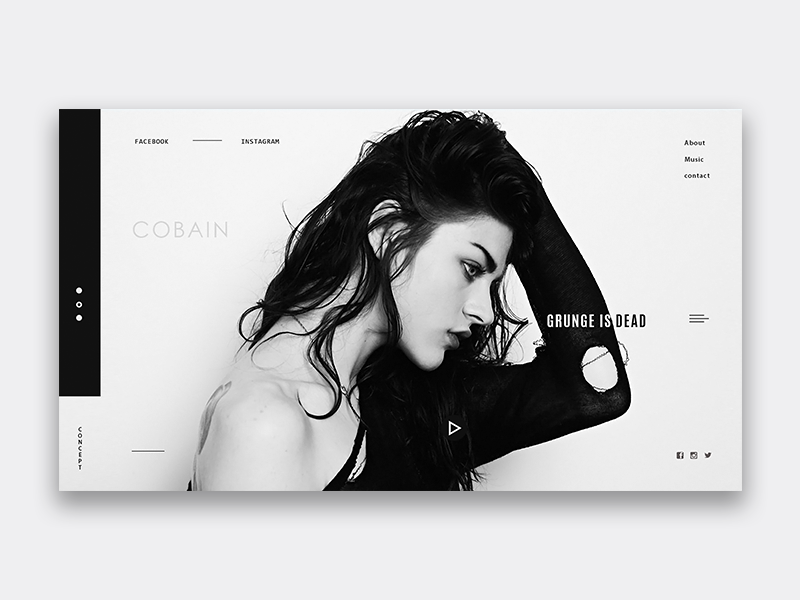 FACEBOOK
INSTAGRAM
About
Music
contact
COBAIN
GRUNGE IS DEAD
CONCEPT